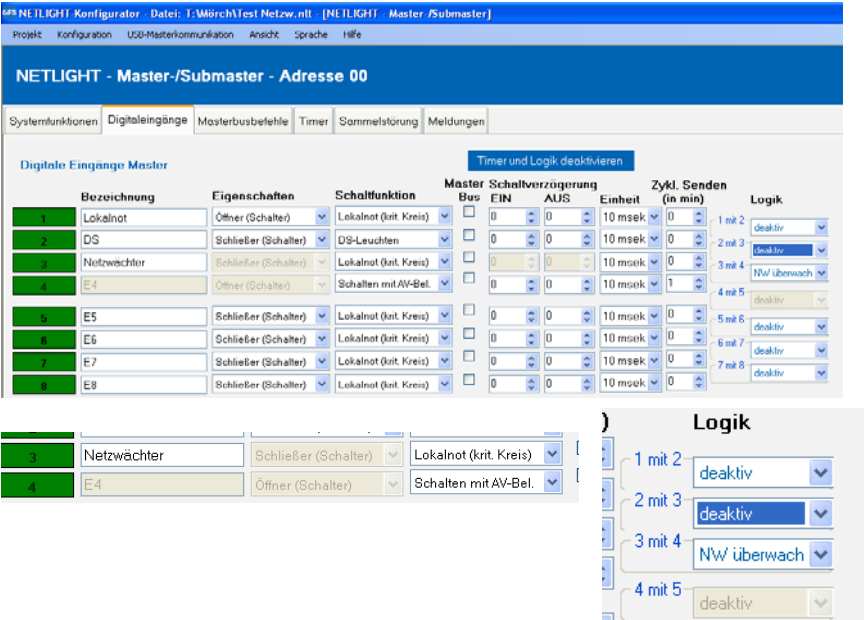 NETLIGHT Konfigurator - Datei: T:\Mörch\Test Netzw.nlt - [NETLIGHT - Master-/Submaster]
Projekt Konfiguration USB-Masterkommunikation Ansicht Sprache Hilfe
NETLIGHT - Master-/Submaster - Adresse 00
Systemfunktionen Digitaleingänge Masterbusbefehle Timer Sammelstörung Meldungen
Digitale Eingänge Master Timer und Logik deaktivieren
Master Schaltverzögerung Zykl. Senden
Bezeichnung Eigenschaften Schaltfunktion Bus EIN AUS Einheit (in min) Logik
1 Lokalnot Öffner (Schalter) Lokalnot (krit. Kreis) 0 0 10 msek 0 1 mit 2 deaktiv
2 DS Schließer (Schalter) DS-Leuchten 0 0 10 msek 0 2 mit 3 deaktiv
3 Netzwächter Schließer (Schalter) Lokalnot (krit. Kreis) 0 0 10 msek 0 3 mit 4 NW überwach
4 E4 Öffner (Schalter) Schalten mit AV-Bel. 0 0 10 msek 1 4 mit 5 deaktiv
5 E5 Schließer (Schalter) Lokalnot (krit. Kreis) 0 0 10 msek 0 5 mit 6 deaktiv
6 E6 Schließer (Schalter) Lokalnot (krit. Kreis) 0 0 10 msek 0 6 mit 7 deaktiv
7 E7 Schließer (Schalter) Lokalnot (krit. Kreis) 0 0 10 msek 0 7 mit 8 deaktiv
8 E8 Schließer (Schalter) Lokalnot (krit. Kreis) 0 0 10 msek 0
3 Netzwächter Schließer (Schalter) Lokalnot (krit. Kreis)
4 E4 Öffner (Schalter) Schalten mit AV-Bel.
) Logik
1 mit 2 deaktiv
2 mit 3 deaktiv
3 mit 4 NW überwach
4 mit 5 deaktiv